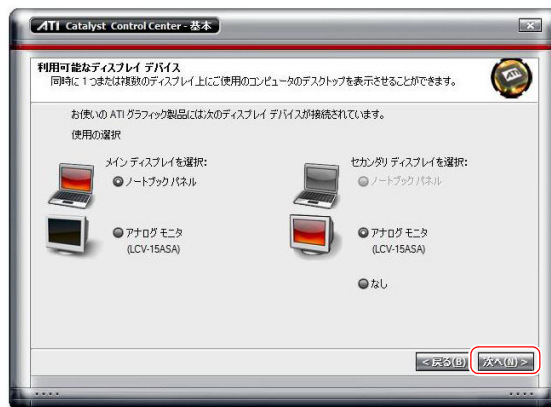 ATI Catalyst Control Center - 基本
利用可能なディスプレイ デバイス
同時に 1 つまたは複数のディスプレイ上にご使用のコンピュータのデスクトップを表示させることができます。
ATI
お使いの ATI グラフィック製品には次のディスプレイ デバイスが接続されています。
使用の選択
メイン ディスプレイを選択:
ノートブック パネル
アナログ モニタ
(LCV-15ASA)
セカンダリ ディスプレイを選択:
ノートブック パネル
アナログ モニタ
(LCV-15ASA)
なし
< 戻る(B)
次へ(N) >